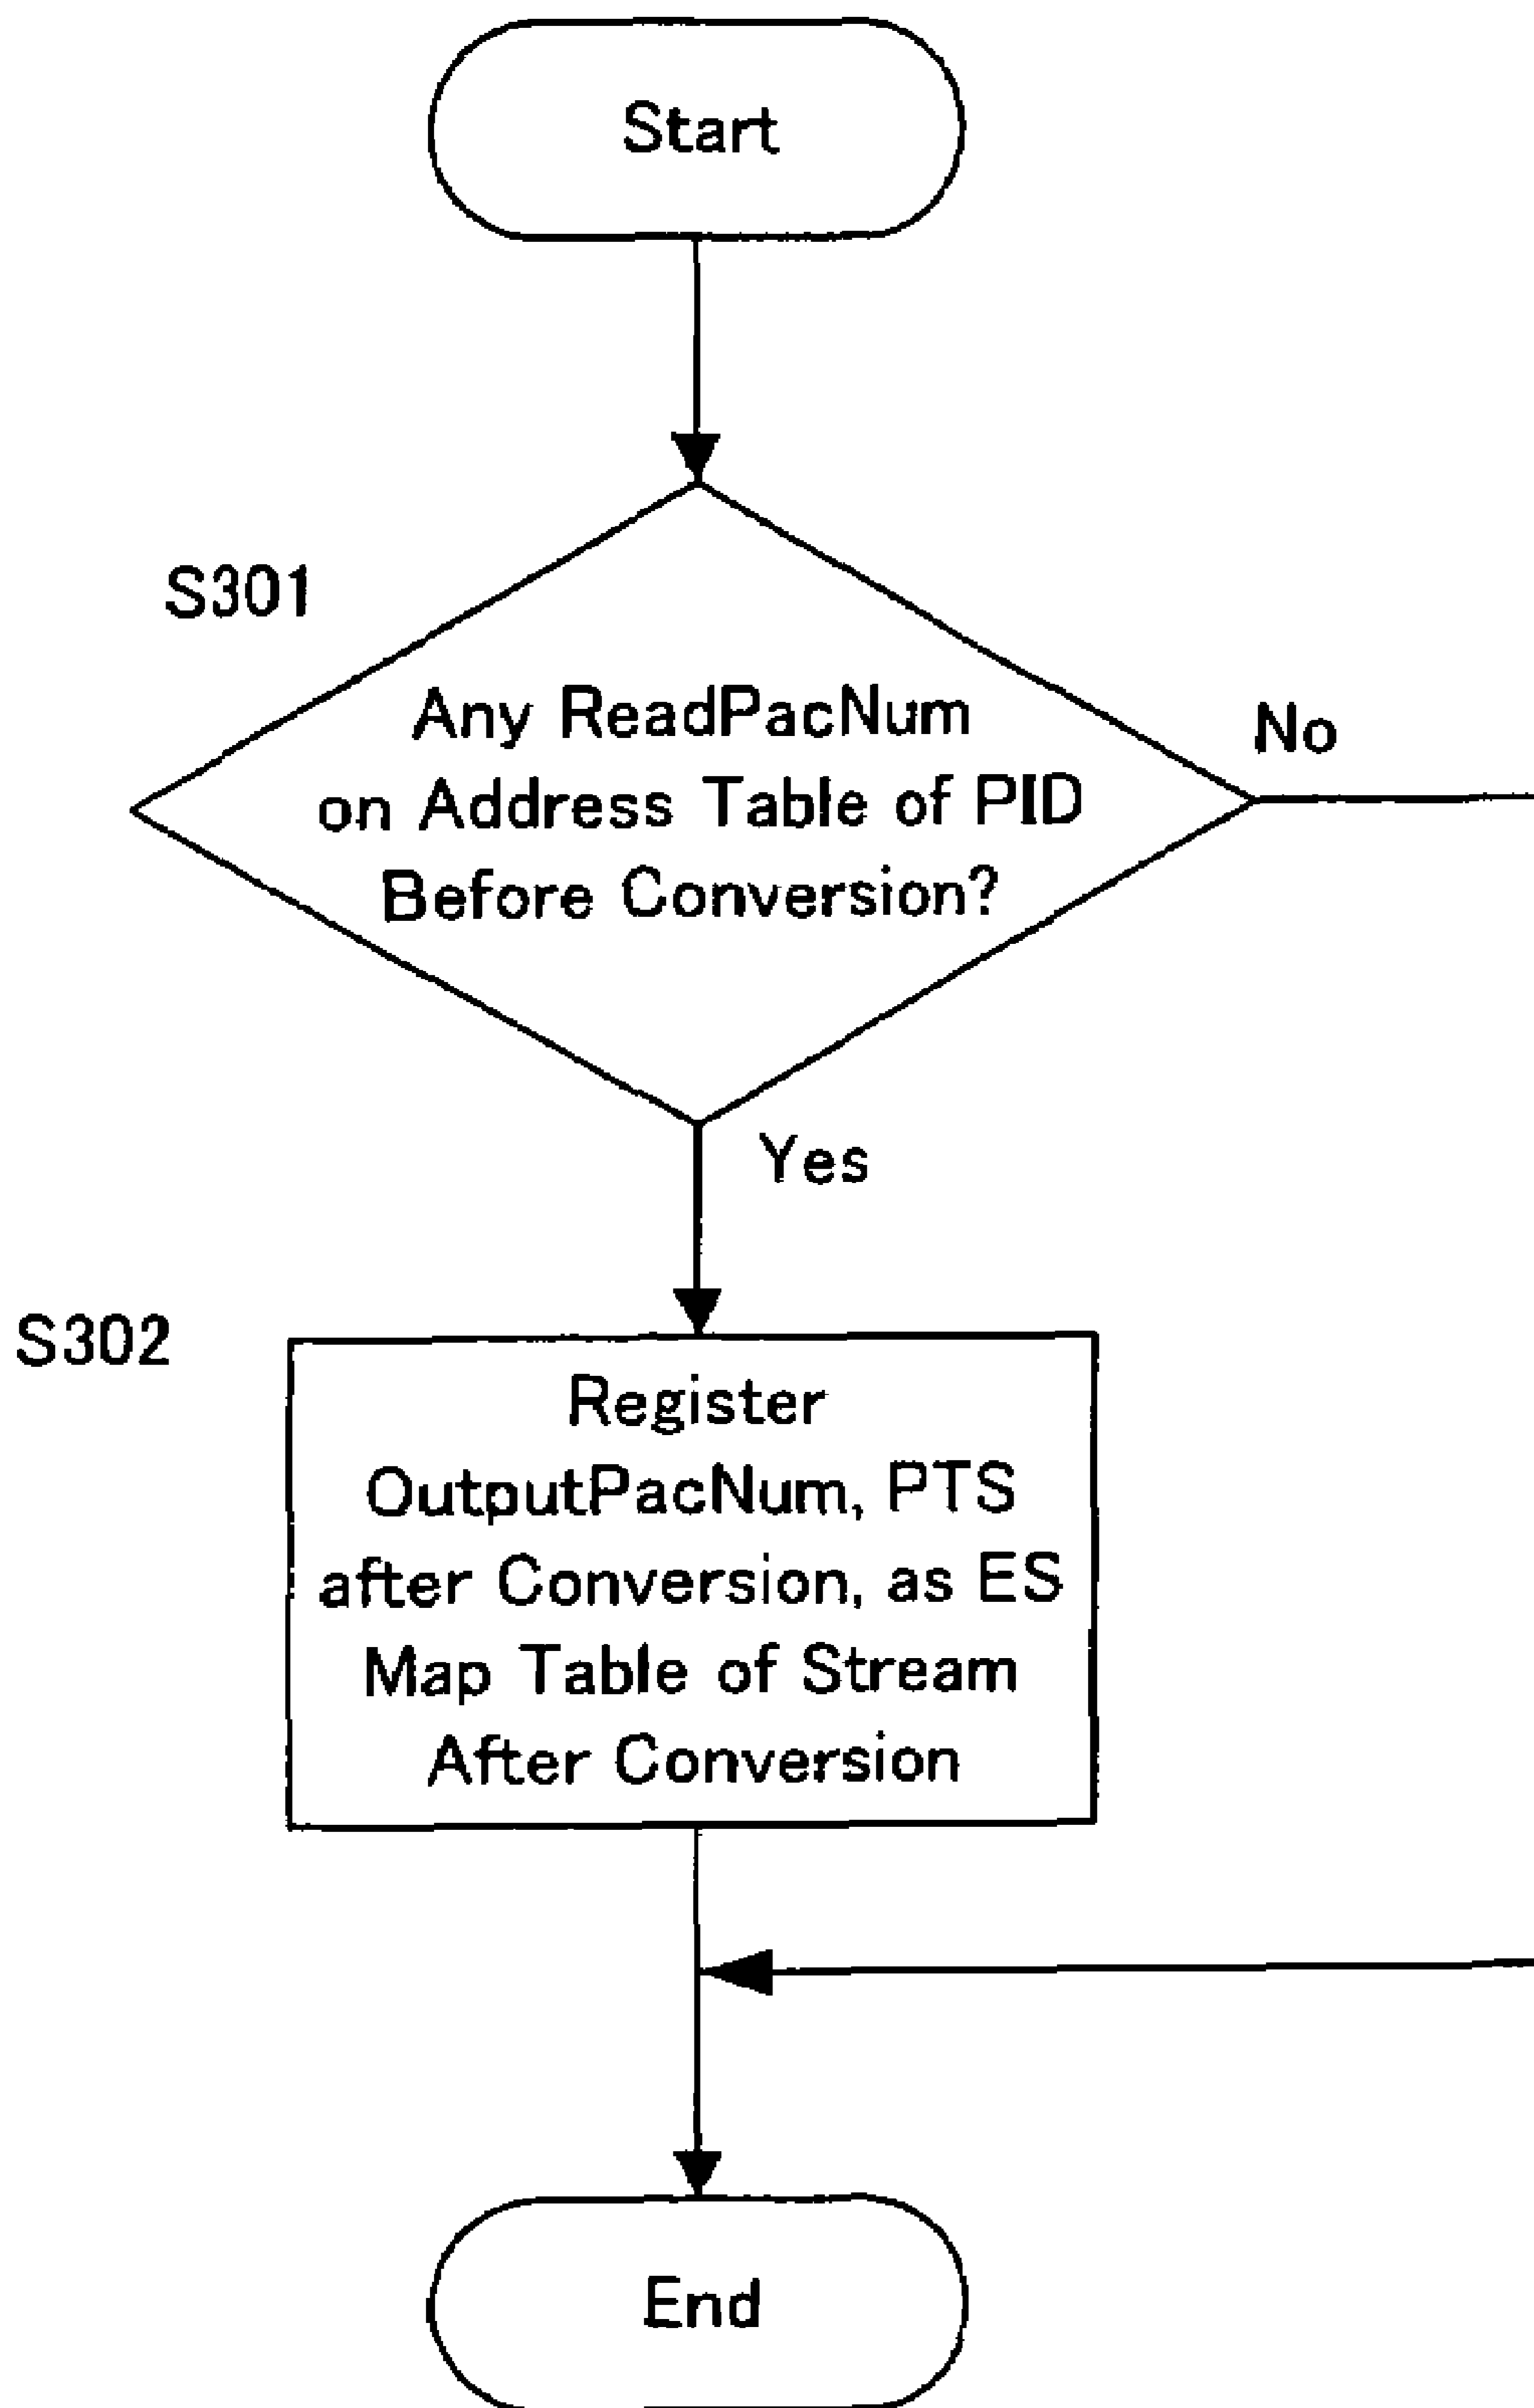 Start
S301
Any ReadPacNum
No
on Address Table of PID
Before Conversion?
Yes
S302
Register
OutputPacNum, PTS
after Conversion, as ES
Map Table of Stream
After Conversion
End